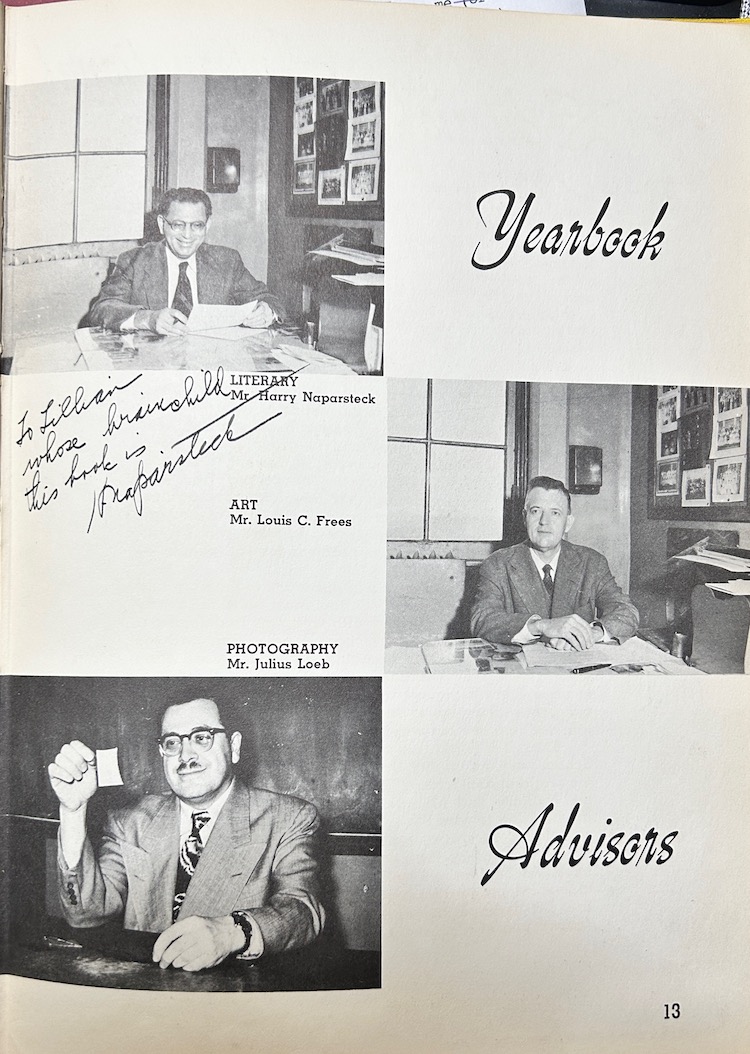 Yearbook
LITERARY
Mr. Harry Naparsteck
To Lillian
whose brainchild
this book is
HNaparsteck
ART
Mr. Louis C. Frees
PHOTOGRAPHY
Mr. Julius Loeb
Advisors
13